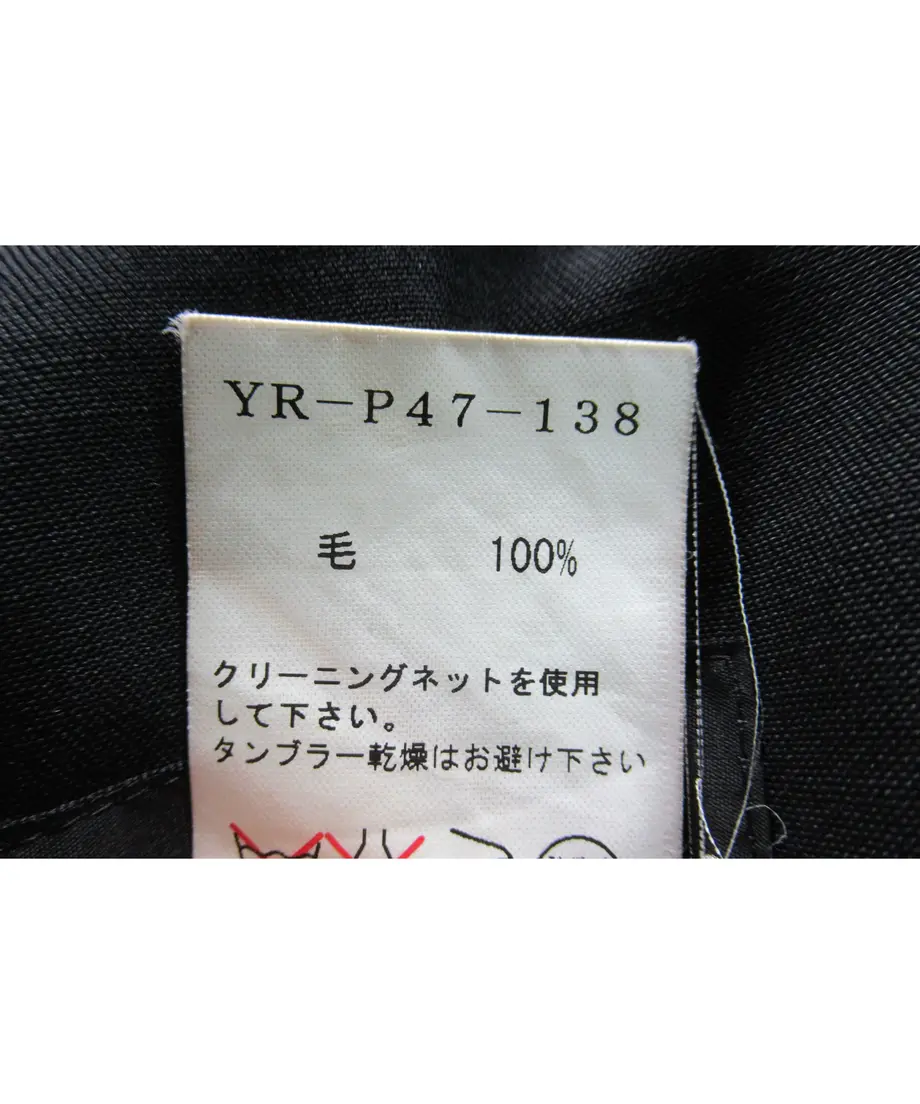 YR−P47−138
毛 100%
クリーニングネットを使用
して下さい。
タンブラー乾燥はお避け下さい